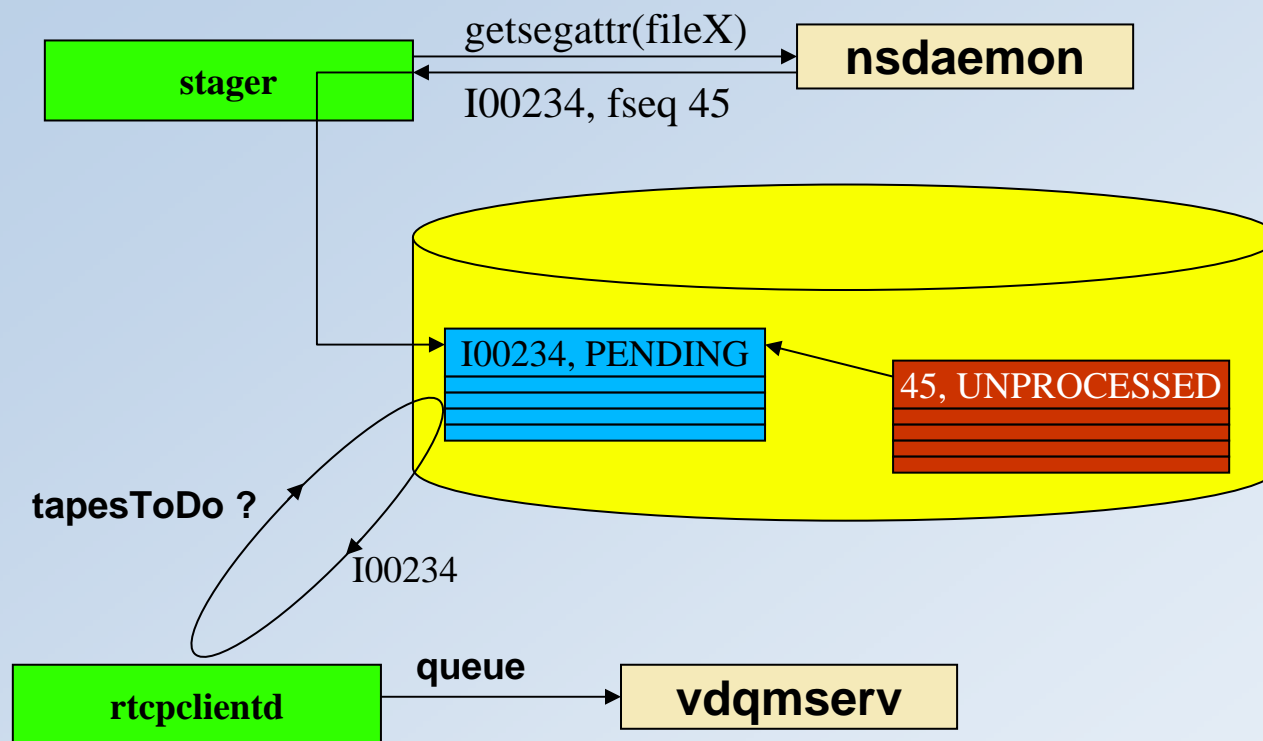 getsegattr(fileX)
stager
nsdaemon
I00234, fseq 45
I00234, PENDING
45, UNPROCESSED
tapesToDo ?
I00234
queue
rtcpclientd
vdqmserv